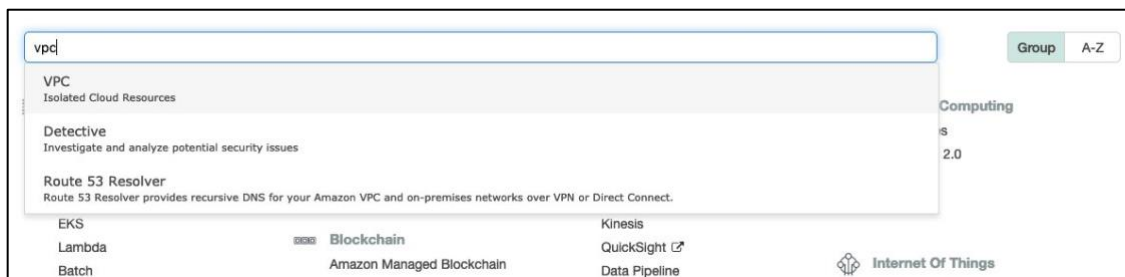 vpc
Group A-Z
VPC
Isolated Cloud Resources
Computing
Detective
Investigate and analyze potential security issues
2.0
Route 53 Resolver
Route 53 Resolver provides recursive DNS for your Amazon VPC and on-premises networks over VPN or Direct Connect.
EKS
Lambda
Batch
Blockchain
Amazon Managed Blockchain
Kinesis
QuickSight
Data Pipeline
Internet Of Things